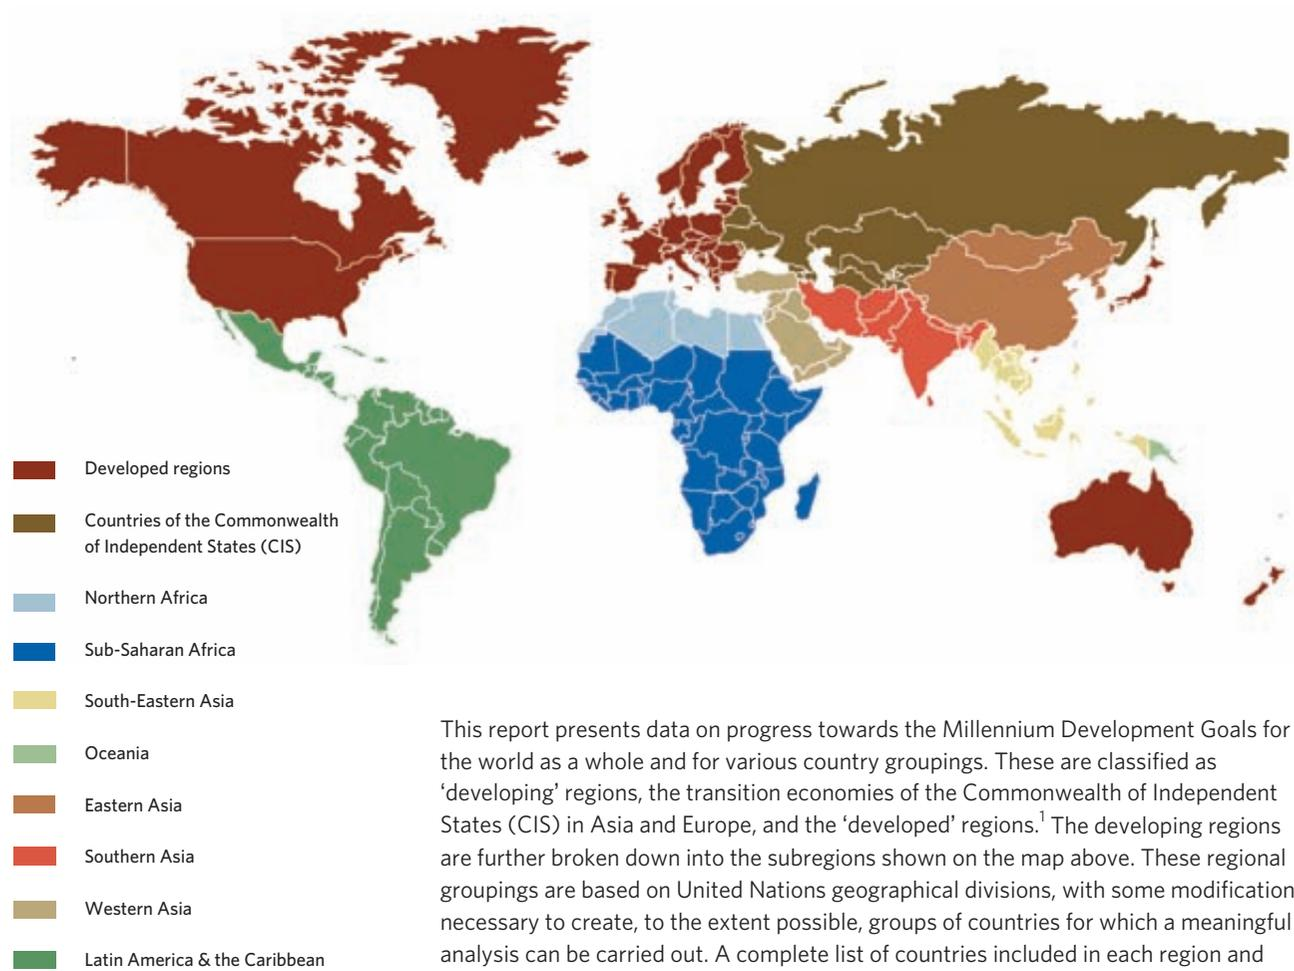 Developed regions
Countries of the Commonwealth
of Independent States (CIS)
Northern Africa
Sub-Saharan Africa
South-Eastern Asia
Oceania
Eastern Asia
Southern Asia
Western Asia
Latin America & the Caribbean
This report presents data on progress towards the Millennium Development Goals for
the world as a whole and for various country groupings. These are classified as
‘developing’ regions, the transition economies of the Commonwealth of Independent
States (CIS) in Asia and Europe, and the ‘developed’ regions.1 The developing regions
are further broken down into the subregions shown on the map above. These regional
groupings are based on United Nations geographical divisions, with some modification
necessary to create, to the extent possible, groups of countries for which a meaningful
analysis can be carried out. A complete list of countries included in each region and